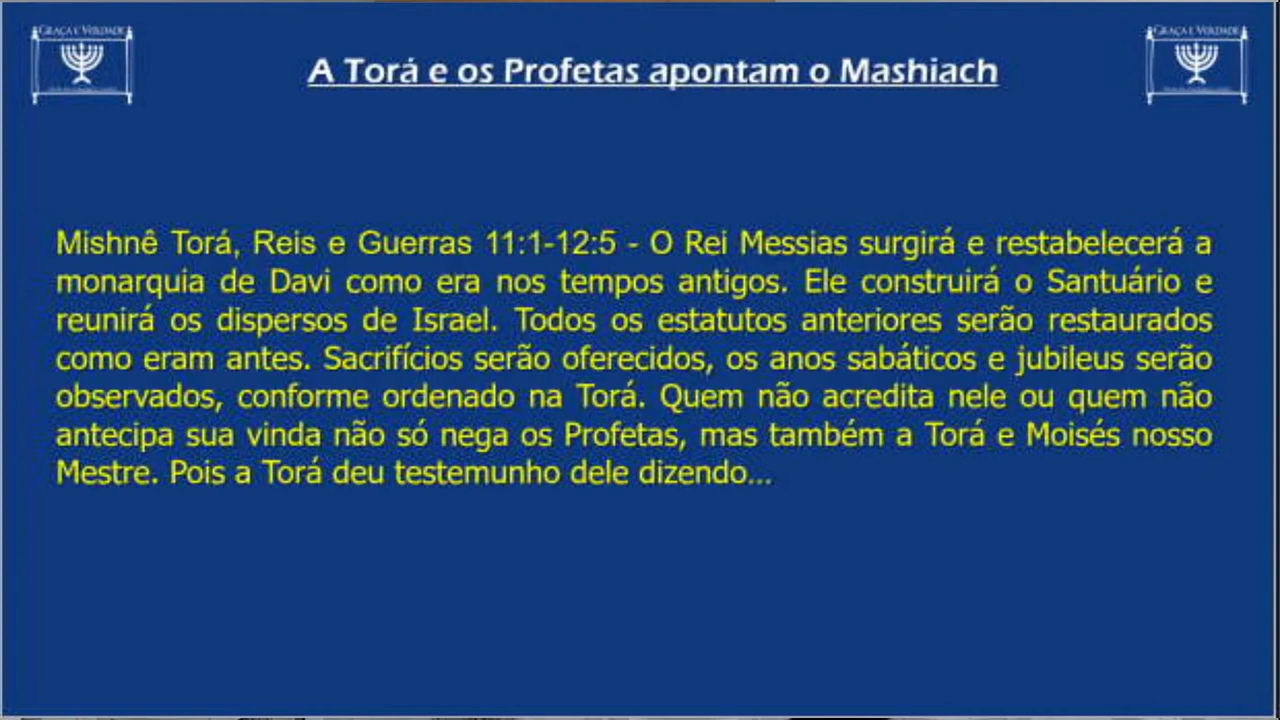 GRAÇA E VERDADE
GRAÇA E VERDADE
A Torá e os Profetas apontam o Mashiach
Mishnê Torá, Reis e Guerras 11:1-12:5 - O Rei Messias surgirá e restabelecerá a
monarquia de Davi como era nos tempos antigos. Ele construirá o Santuário e
reunirá os dispersos de Israel. Todos os estatutos anteriores serão restaurados
como eram antes. Sacrifícios serão oferecidos, os anos sabáticos e jubileus serão
observados, conforme ordenado na Torá. Quem não acredita nele ou quem não
antecipa sua vinda não só nega os Profetas, mas também a Torá e Moisés nosso
Mestre. Pois a Torá deu testemunho dele dizendo...